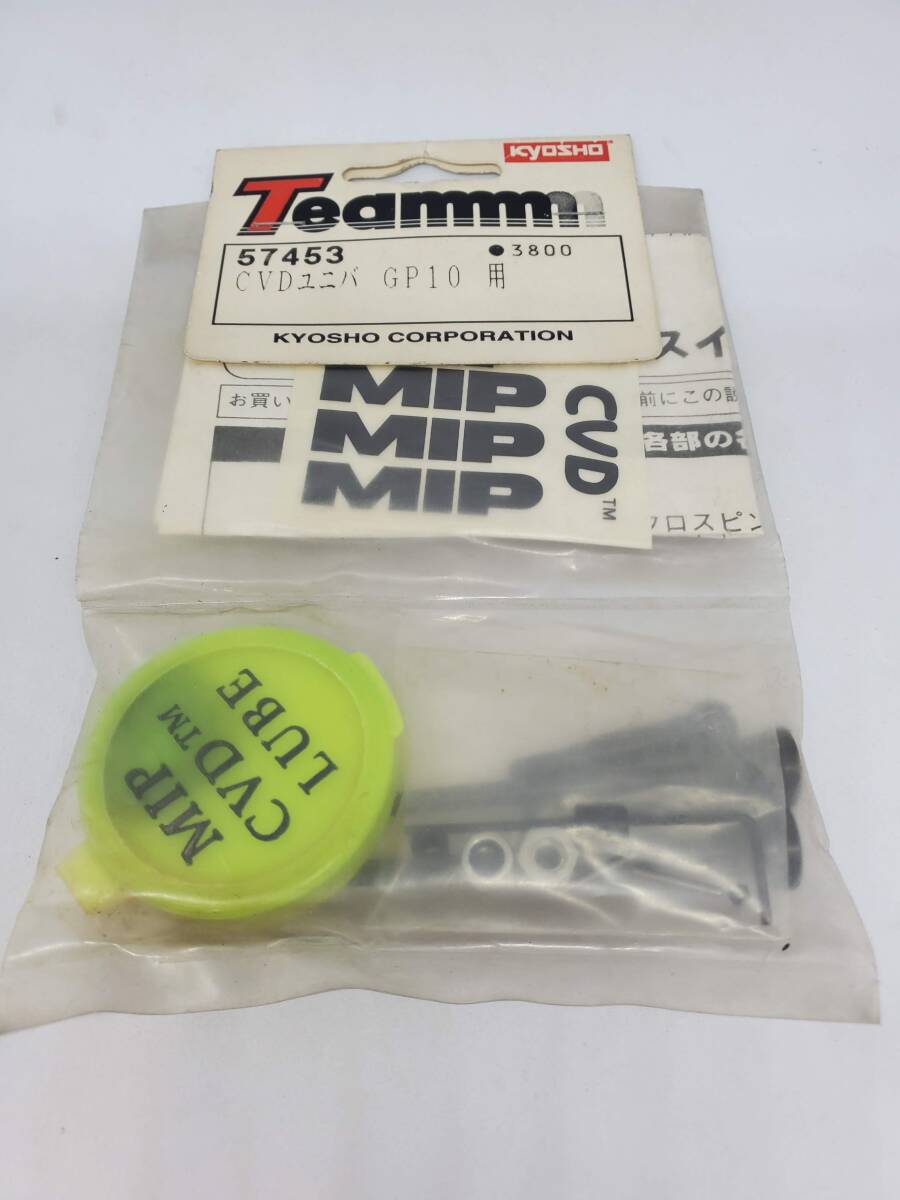 KYOSHO
Teammm
57453 ●3800
CVDユニバ GP10 用
KYOSHO CORPORATION
スイ
お買い
前にこの説
各部の各
クロスピン
MIP
MIP
MIP
CVD™
MIP
CVD™
LUBE